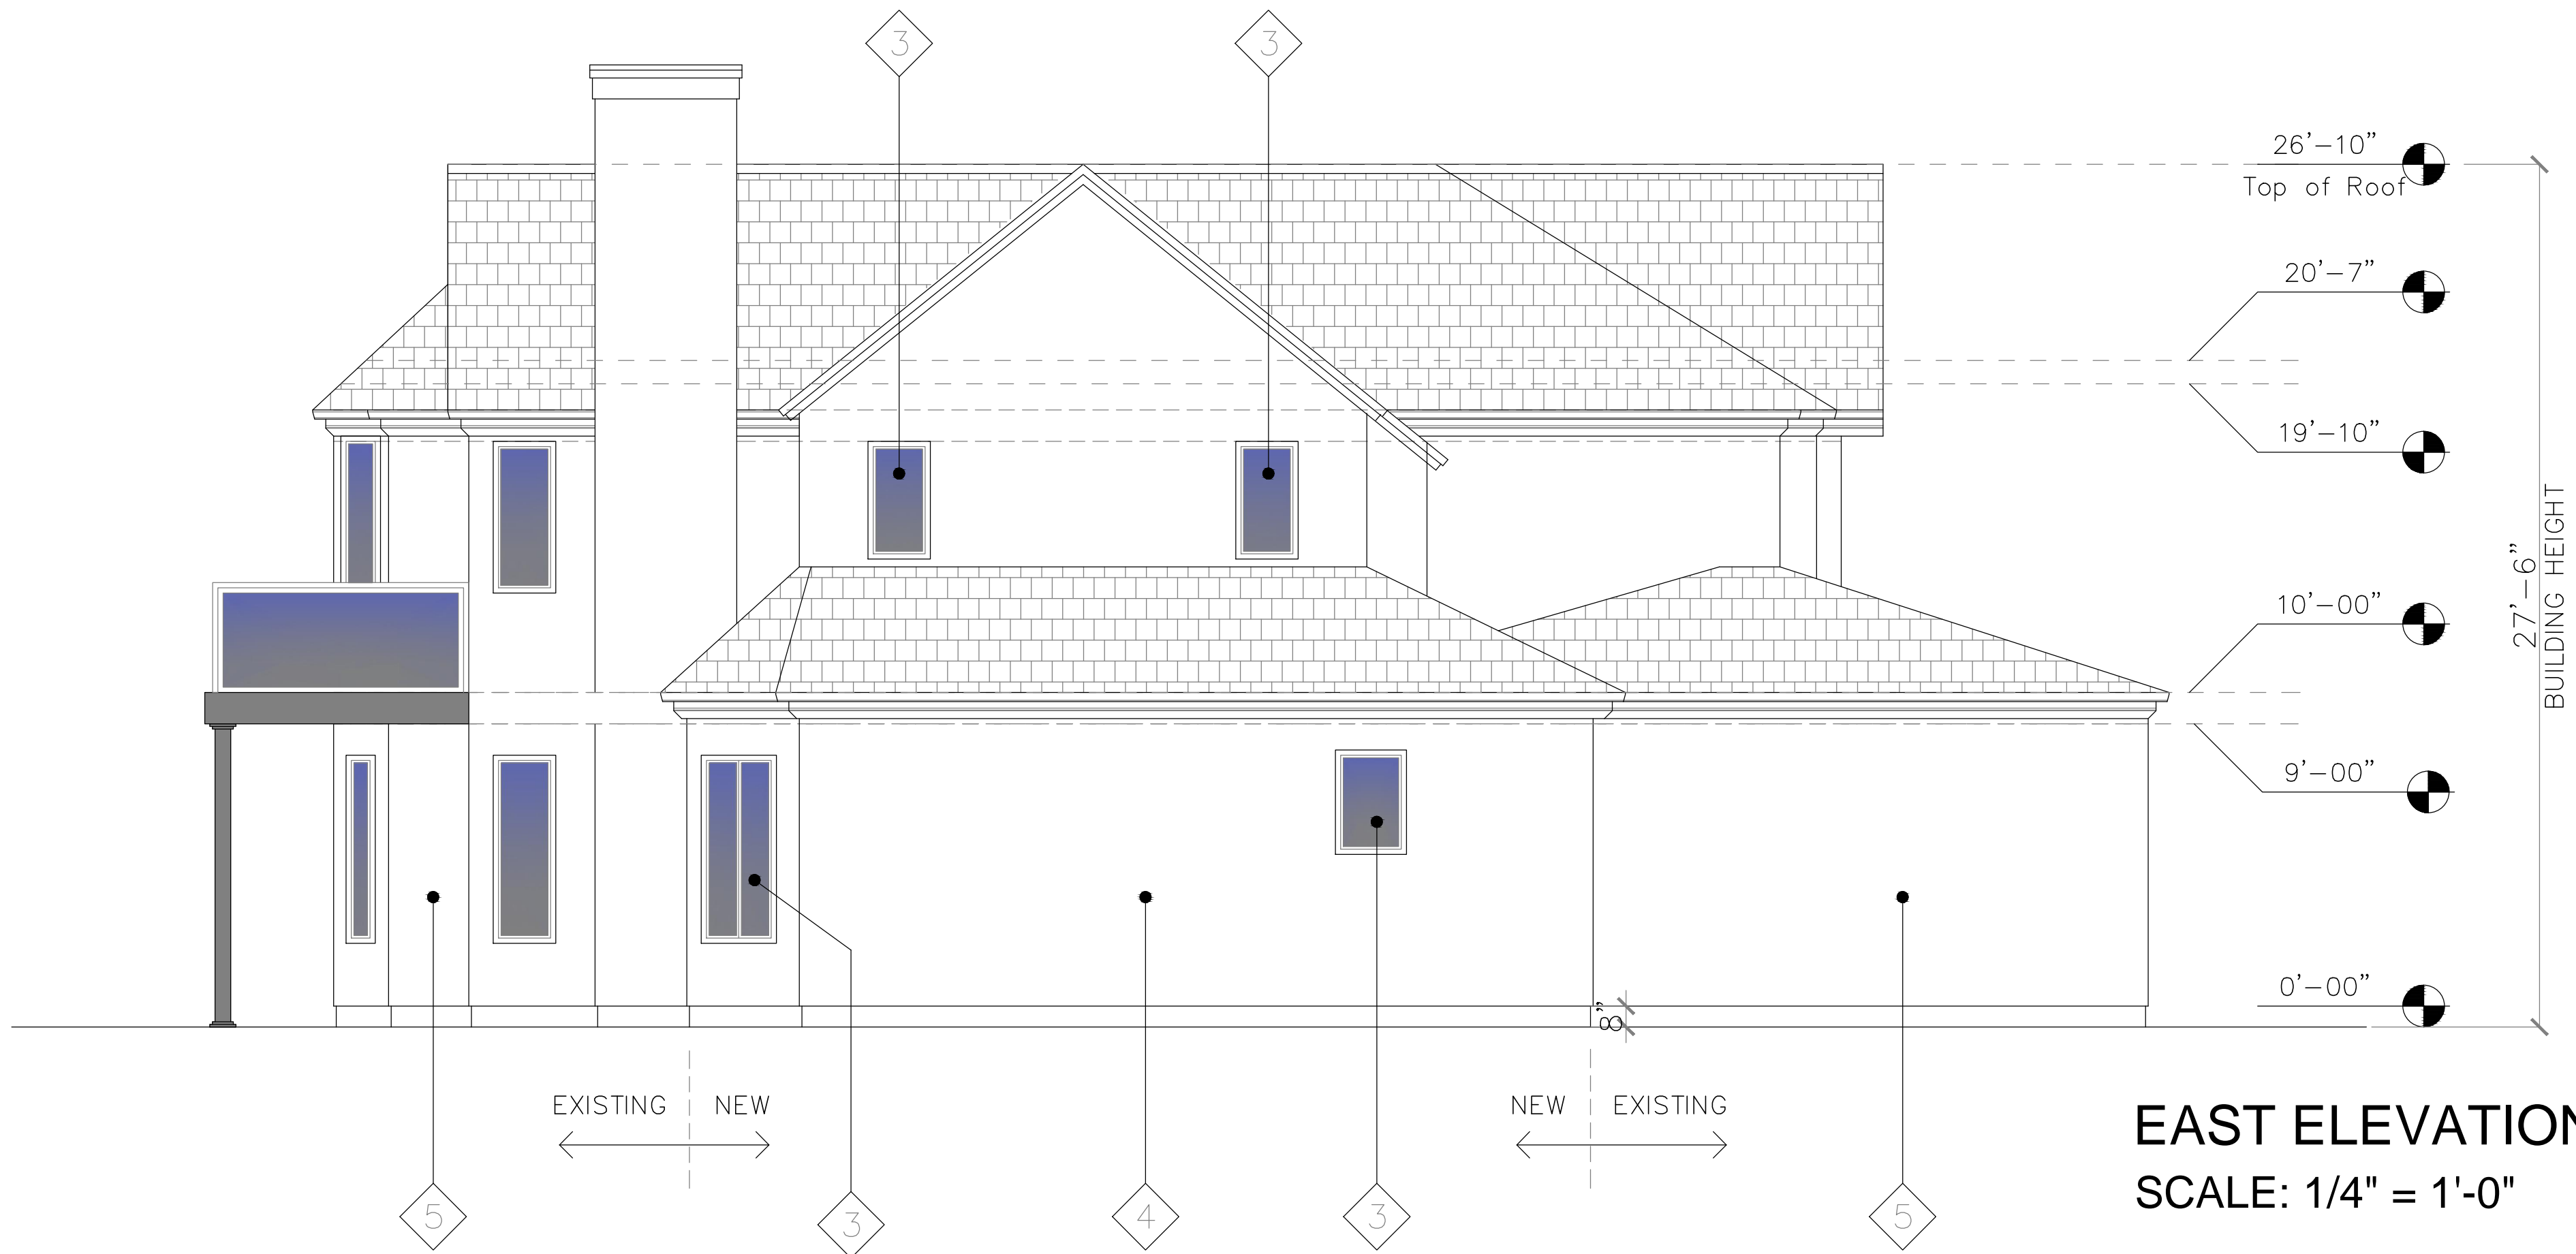 3
3
26'-10"
Top of Roof
20'-7"
19'-10"
10'-00"
9'-00"
0'-00"
27'-6"
BUILDING HEIGHT
8"
EXISTING
NEW
NEW
EXISTING
5
3
4
3
5
EAST ELEVATION
SCALE: 1/4" = 1'-0"